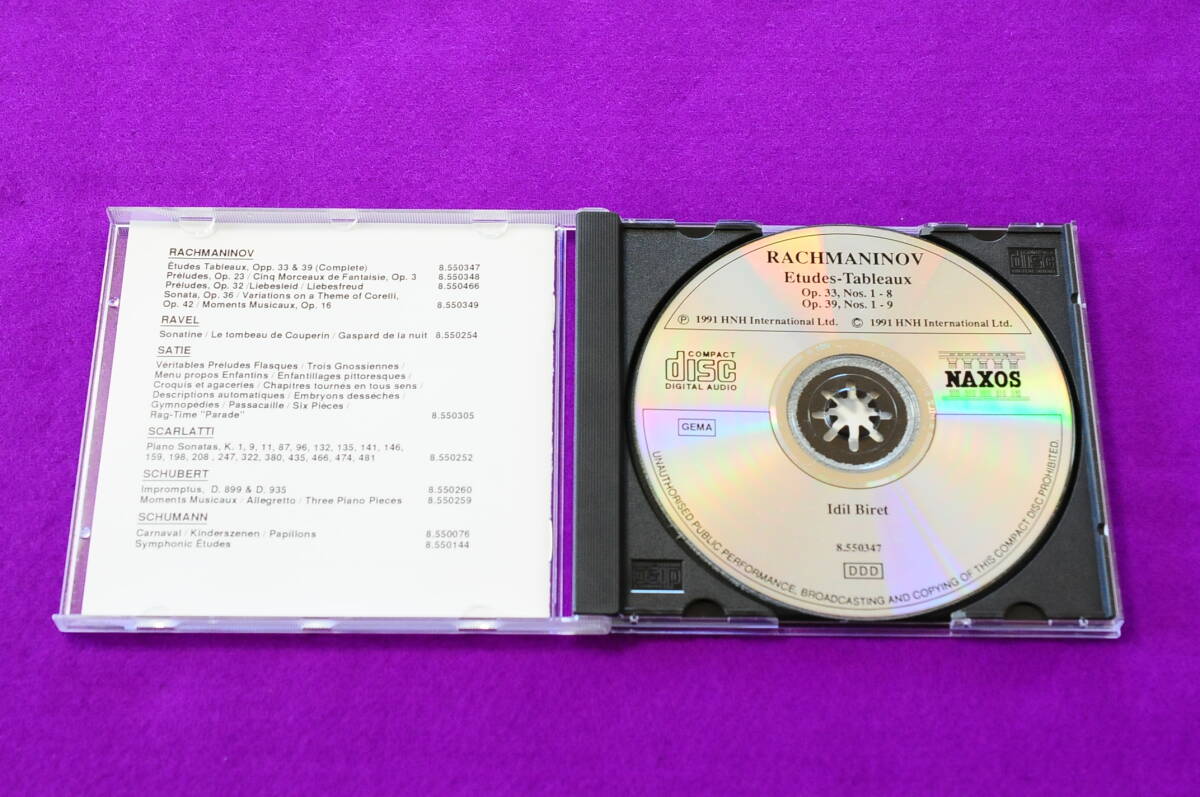 RACHMANINOV
Études Tableaux, Opp. 33 & 39 (Complete) 8.550347
Préludes, Op. 23 / Cinq Morceaux de Fantaisie, Op. 3 8.550348
Préludes, Op. 32 / Liebesleid / Liebesfreud 8.550466
Sonata, Op. 36 / Variations on a Theme of Corelli,
Op. 42 / Moments Musicaux, Op. 16 8.550349
RAVEL
Sonatine / Le tombeau de Couperin / Gaspard de la nuit 8.550254
SATIE
Véritables Préludes Flasques / Trois Gnossiennes /
Menu propos Enfantins / Enfantillages pittoresques /
Croquis et agaceries / Chapitres tournés en tous sens /
Descriptions automatiques / Embryons desséchés /
Gymnopédies / Passacaille / Six Pièces /
Rag-Time "Parade" 8.550305
SCARLATTI
Piano Sonatas, K. 1, 9, 11, 87, 96, 132, 135, 141, 146,
159, 198, 208 , 247, 322, 380, 435, 466, 474, 481 8.550252
SCHUBERT
Impromptus, D. 899 & D. 935 8.550260
Moments Musicaux / Allegretto / Three Piano Pieces 8.550259
SCHUMANN
Carnaval / Kinderszenen / Papillons 8.550076
Symphonic Études 8.550144
RACHMANINOV
Etudes-Tableaux
Op. 33, Nos. 1 - 8
Op. 39, Nos. 1 - 9
℗ 1991 HNH International Ltd. © 1991 HNH International Ltd.
COMPACT
disc
DIGITAL AUDIO
NAXOS
GEMA
Idil Biret
8.550347
DDD
UNAUTHORISED PUBLIC PERFORMANCE, BROADCASTING AND COPYING OF THIS COMPACT DISC PROHIBITED.
disc